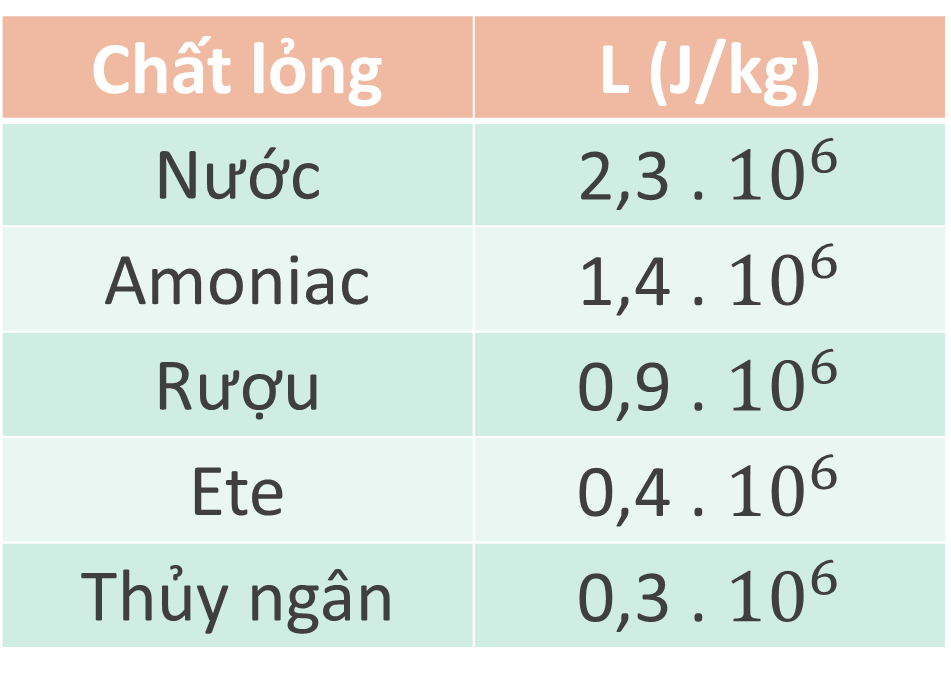 Chất lỏng L (J/kg)
Nước 2,3 . 10⁶
Amoniac 1,4 . 10⁶
Rượu 0,9 . 10⁶
Ete 0,4 . 10⁶
Thủy ngân 0,3 . 10⁶